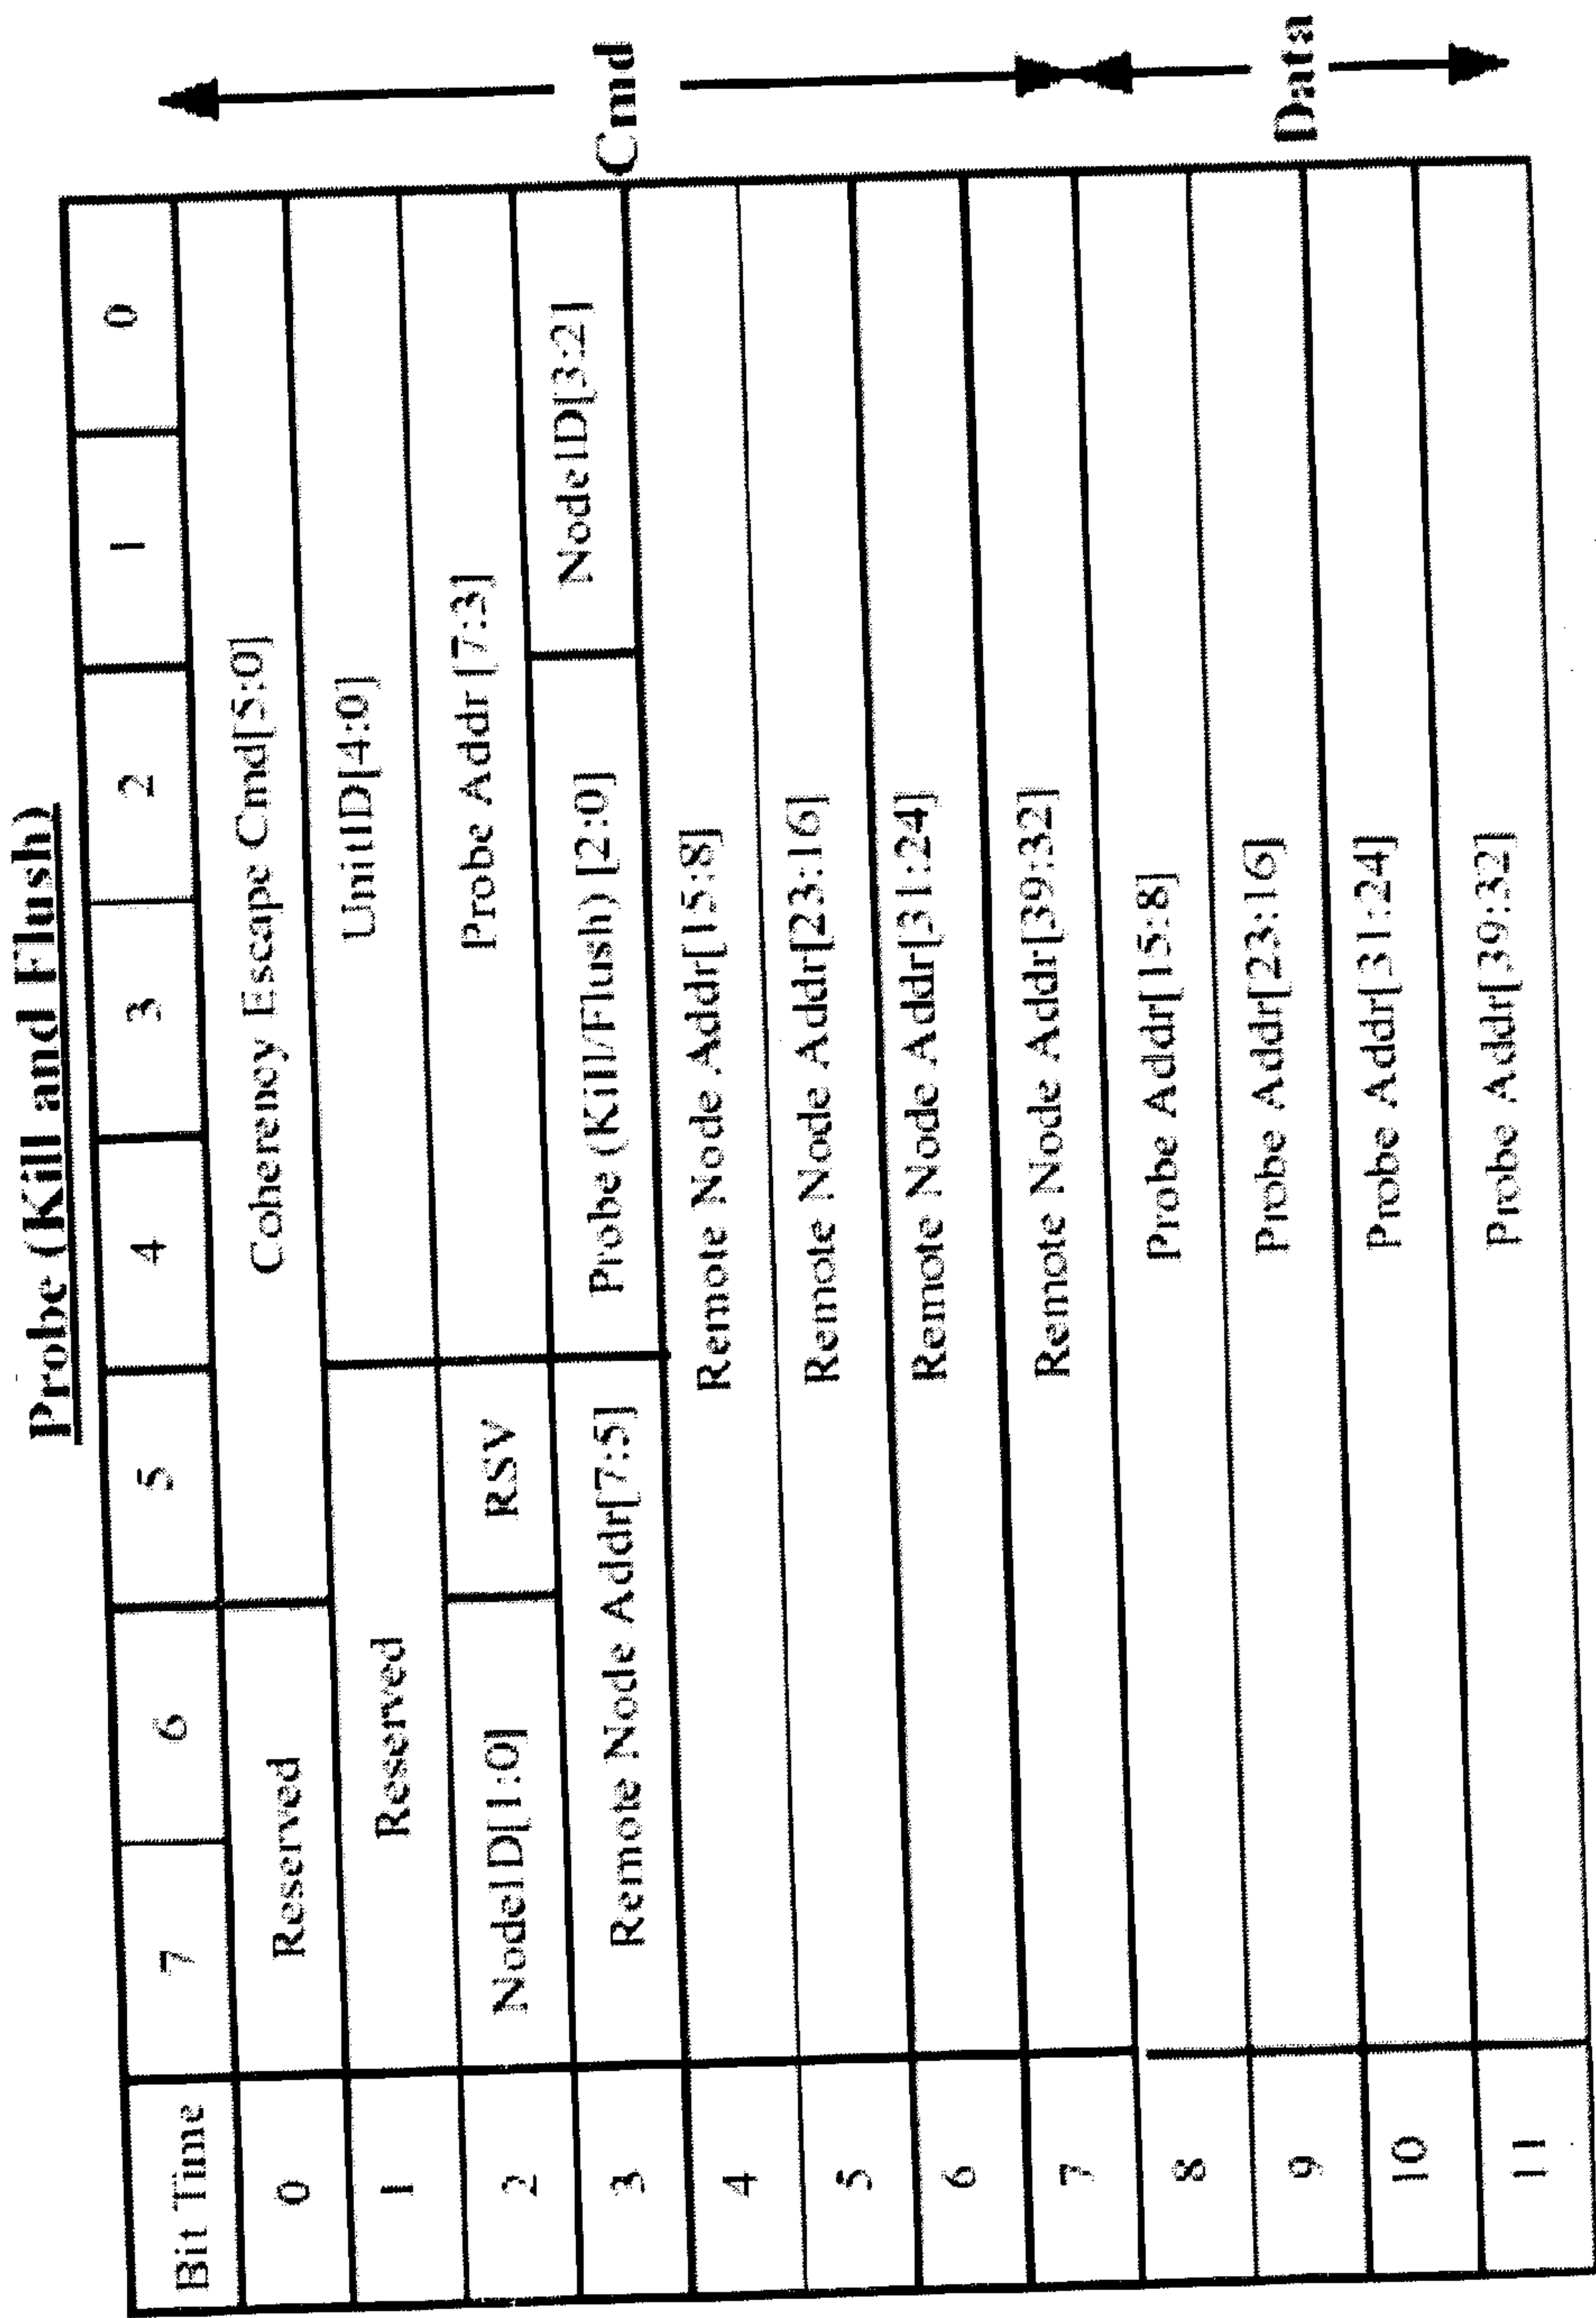 Probe (Kill and Flush)
Bit Time 7 6 5 4 3 2 1 0
0 Reserved Coherency Escape Cmd[5:0]
1 Reserved UnitID[4:0]
2 NodeID[1:0] RSV Probe Addr [7:3]
3 Remote Node Addr[7:5] Probe (Kill/Flush) [2:0] NodeID[3:2]
4 Remote Node Addr[15:8]
5 Remote Node Addr[23:16]
6 Remote Node Addr[31:24]
7 Remote Node Addr[39:32]
8 Probe Addr[15:8]
9 Probe Addr[23:16]
10 Probe Addr[31:24]
11 Probe Addr[39:32]
Cmd
Data